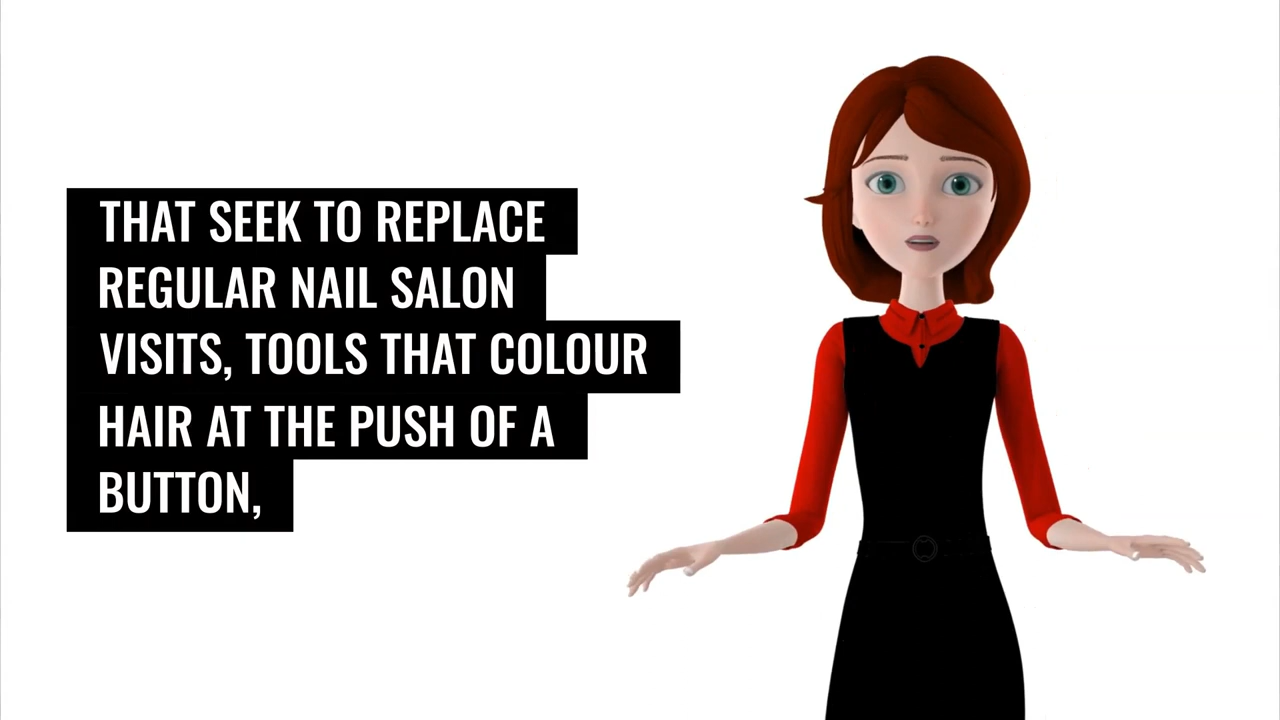 THAT SEEK TO REPLACE
REGULAR NAIL SALON
VISITS, TOOLS THAT COLOUR
HAIR AT THE PUSH OF A
BUTTON,